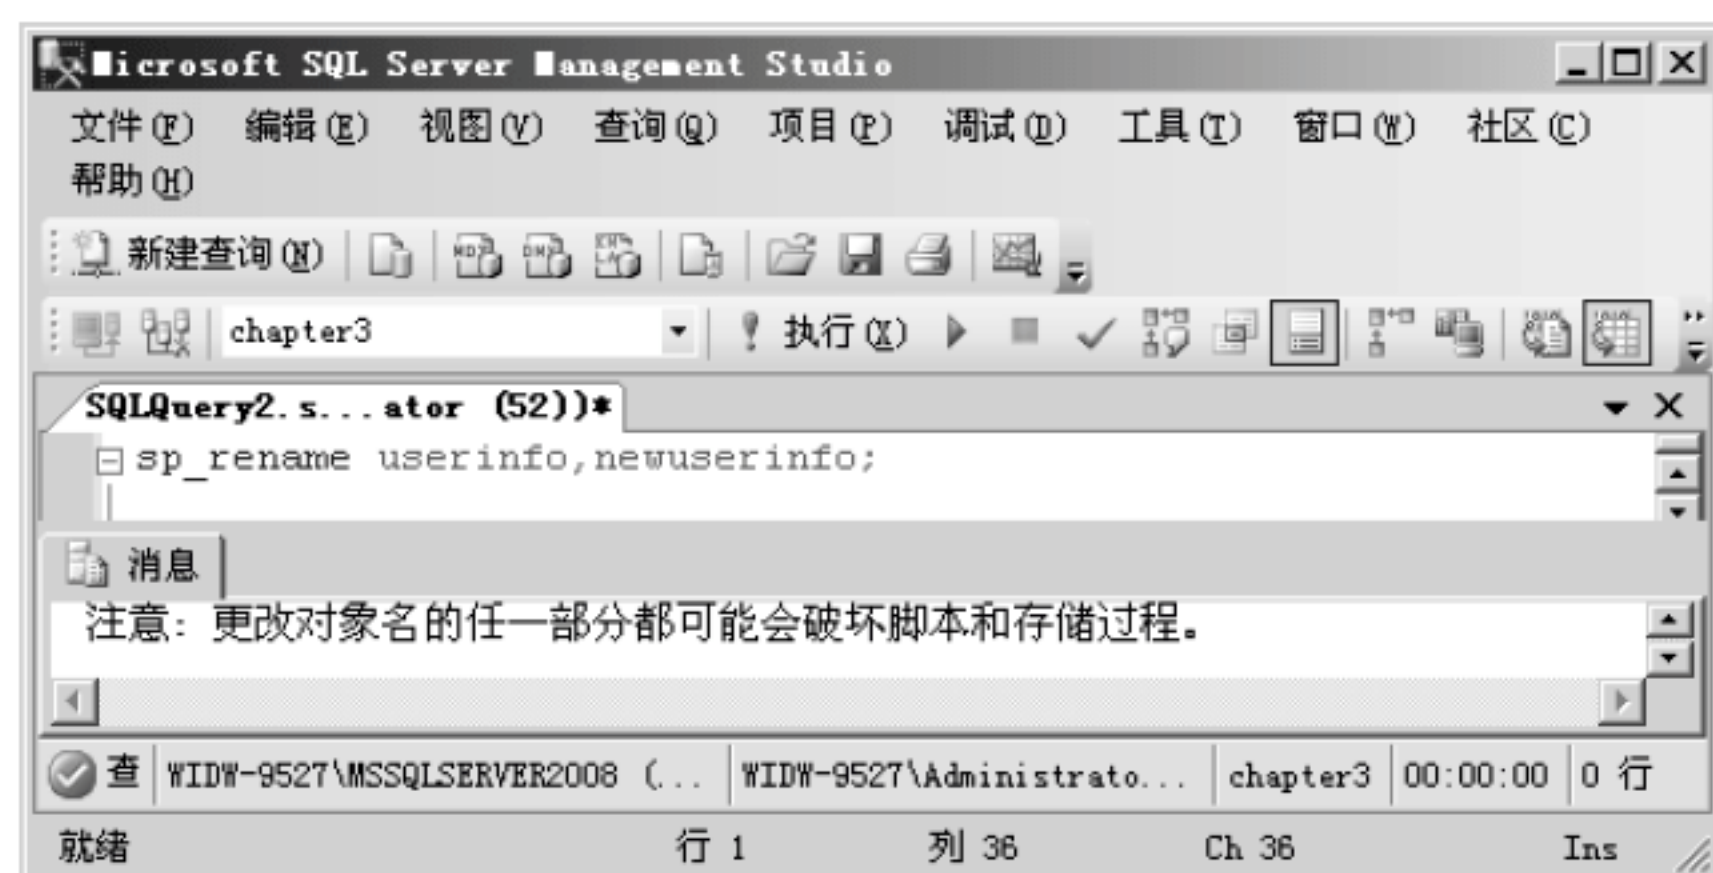 Microsoft SQL Server Management Studio
文件(F) 编辑(E) 视图(V) 查询(Q) 项目(P) 调试(D) 工具(T) 窗口(W) 社区(C)
帮助(H)
新建查询(N)
chapter3 执行(X)
SQLQuery2.s...ator (52))*
sp_rename userinfo,newuserinfo;
消息
注意: 更改对象名的任一部分都可能会破坏脚本和存储过程。
查 WIDW-9527\MSSQLSERVER2008 (... WIDW-9527\Administrato... chapter3 00:00:00 0 行
就绪 行 1 列 36 Ch 36 Ins